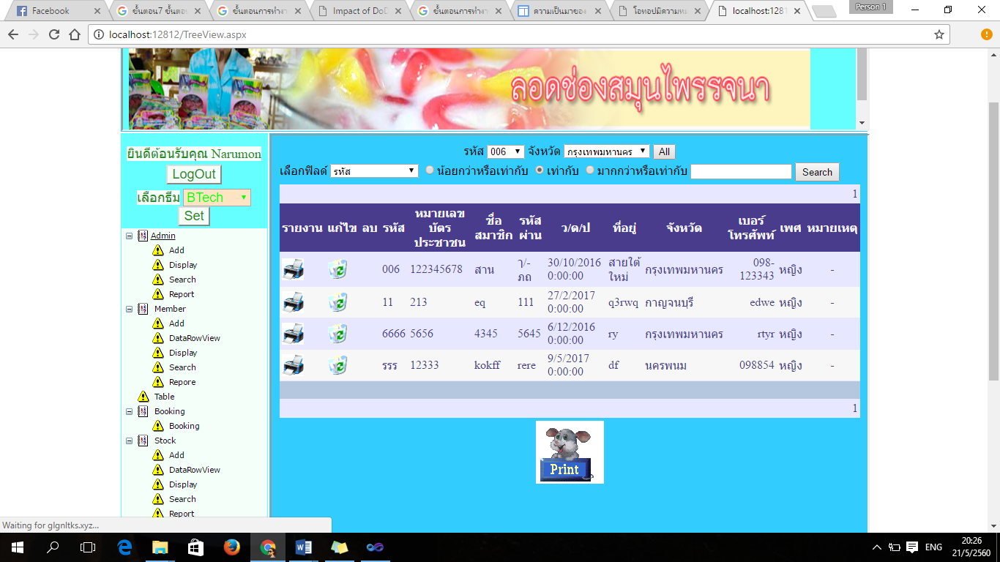 Facebook
ขั้นตอน7 ขั้นตอ
ขั้นตอนการทำงา
Impact of DoD
ขั้นตอนการทำงา
ความเป็นมาของ
โอทอปมีความหม
localhost:1281
Person 1
localhost:12812/TreeView.aspx
ลอดช่องสมุนไพรรจนา
ยินดีต้อนรับคุณ Narumon
LogOut
เลือกธีม BTech
Set
Admin
Add
Display
Search
Report
Member
Add
DataRowView
Display
Search
Repore
Table
Booking
Booking
Stock
Add
DataRowView
Display
Search
Report
รหัส 006 จังหวัด กรุงเทพมหานคร All
เลือกฟิลด์ รหัส น้อยกว่าหรือเท่ากับ เท่ากับ มากกว่าหรือเท่ากับ Search
1
รายงาน แก้ไข ลบ รหัส หมายเลขบัตรประชาชน ชื่อสมาชิก รหัสผ่าน ว/ด/ป ที่อยู่ จังหวัด เบอร์โทรศัพท์ เพศ หมายเหตุ
006 122345678 สาน ๅ/-ภถ 30/10/2016 0:00:00 สายใต้ใหม่ กรุงเทพมหานคร 098-123343 หญิง -
11 213 eq 111 27/2/2017 0:00:00 q3rwq กาญจนบุรี edwe หญิง -
6666 5656 4345 5645 6/12/2016 0:00:00 ry กรุงเทพมหานคร rtyr หญิง -
รรร 12333 kokff rere 9/5/2017 0:00:00 df นครพนม 098854 หญิง -
1
Print
Waiting for glgnltks.xyz...
ENG
20:26
21/5/2560